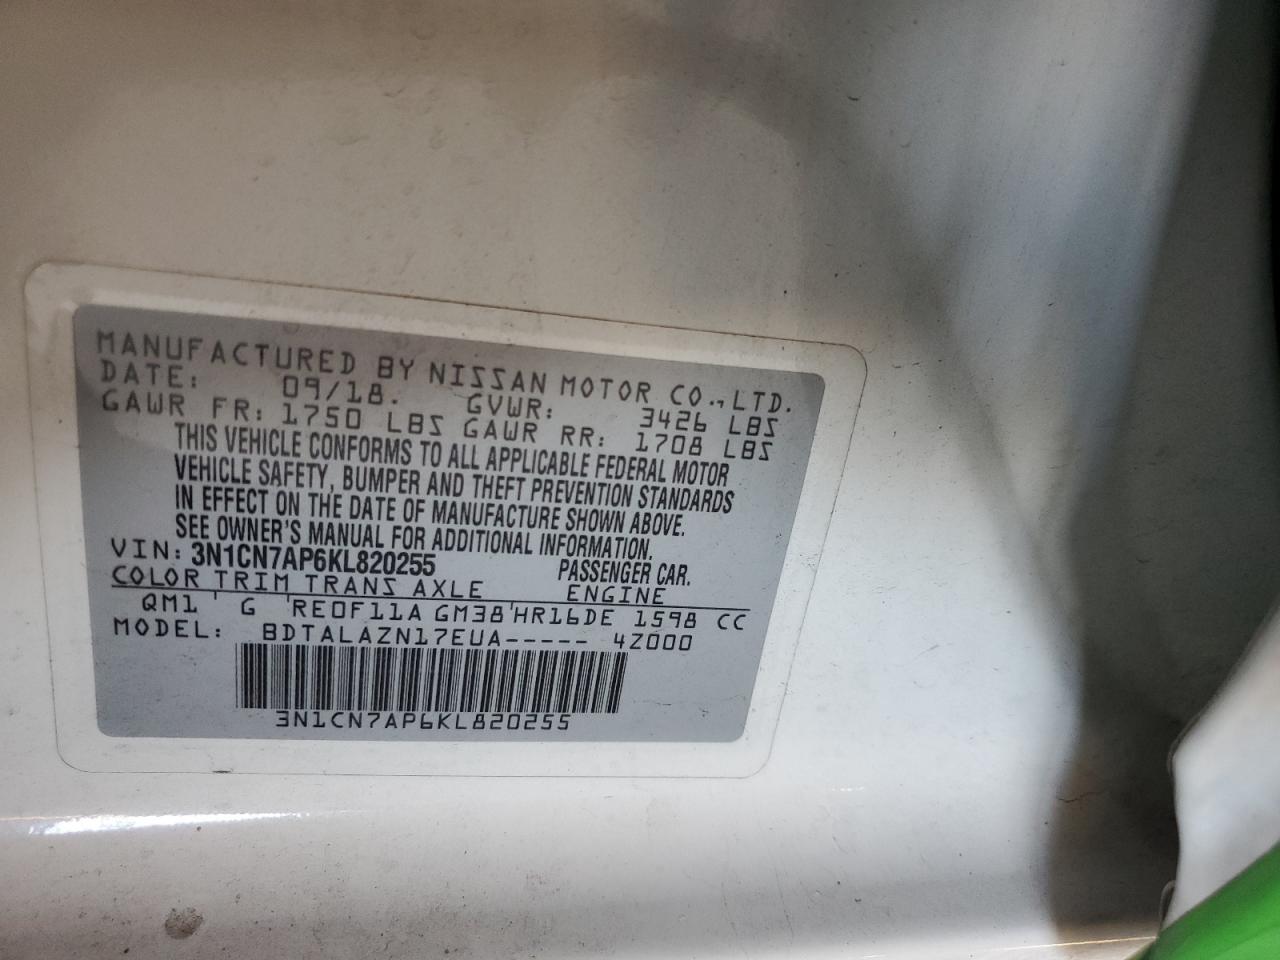 MANUFACTURED BY NISSAN MOTOR CO.,LTD.
DATE: 09/18. GVWR: 3426 LBS
GAWR FR: 1750 LBS GAWR RR: 1708 LBS
THIS VEHICLE CONFORMS TO ALL APPLICABLE FEDERAL MOTOR
VEHICLE SAFETY, BUMPER AND THEFT PREVENTION STANDARDS
IN EFFECT ON THE DATE OF MANUFACTURE SHOWN ABOVE.
SEE OWNER'S MANUAL FOR ADDITIONAL INFORMATION.
VIN: 3N1CN7AP6KL820255 PASSENGER CAR.
COLOR TRIM TRANS AXLE ENGINE
QM1 G RE0F11A GM38 HR16DE 1598 CC
MODEL: BDTALAZN17EUA----- 4Z000
3N1CN7AP6KL820255